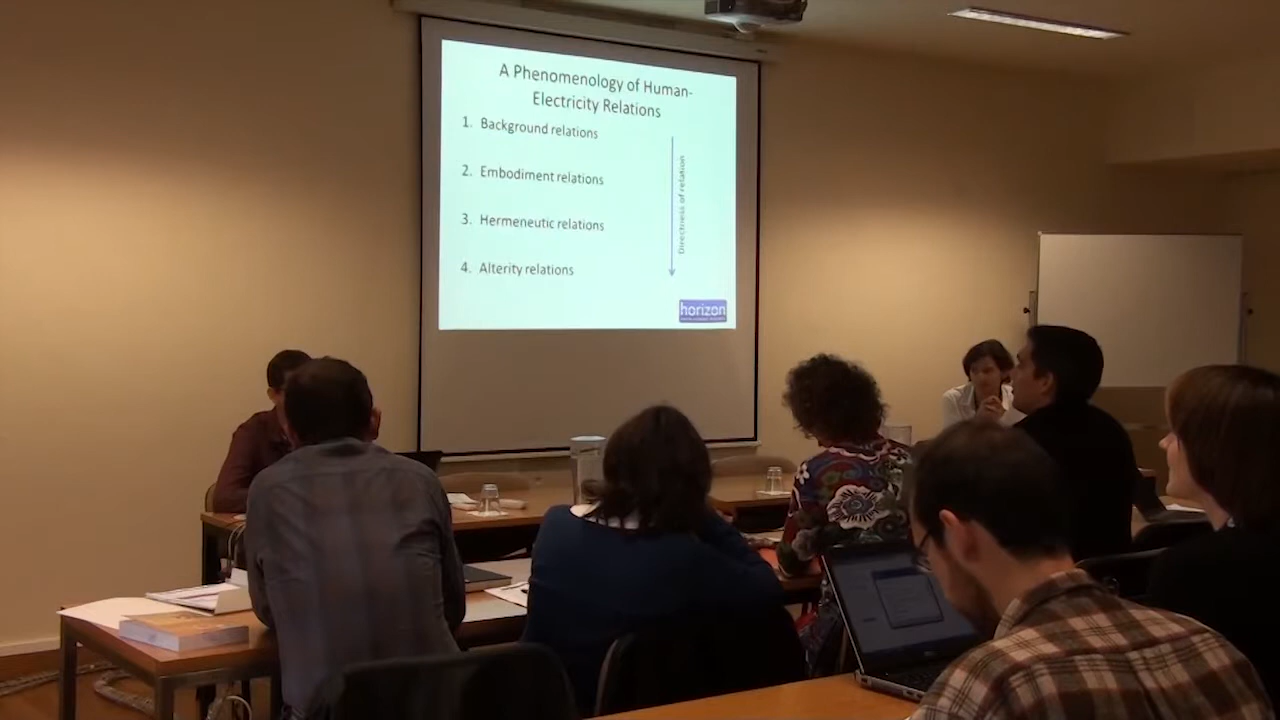 A Phenomenology of Human-
Electricity Relations
1. Background relations
2. Embodiment relations
3. Hermeneutic relations
4. Alterity relations
Directness of relation
horizon